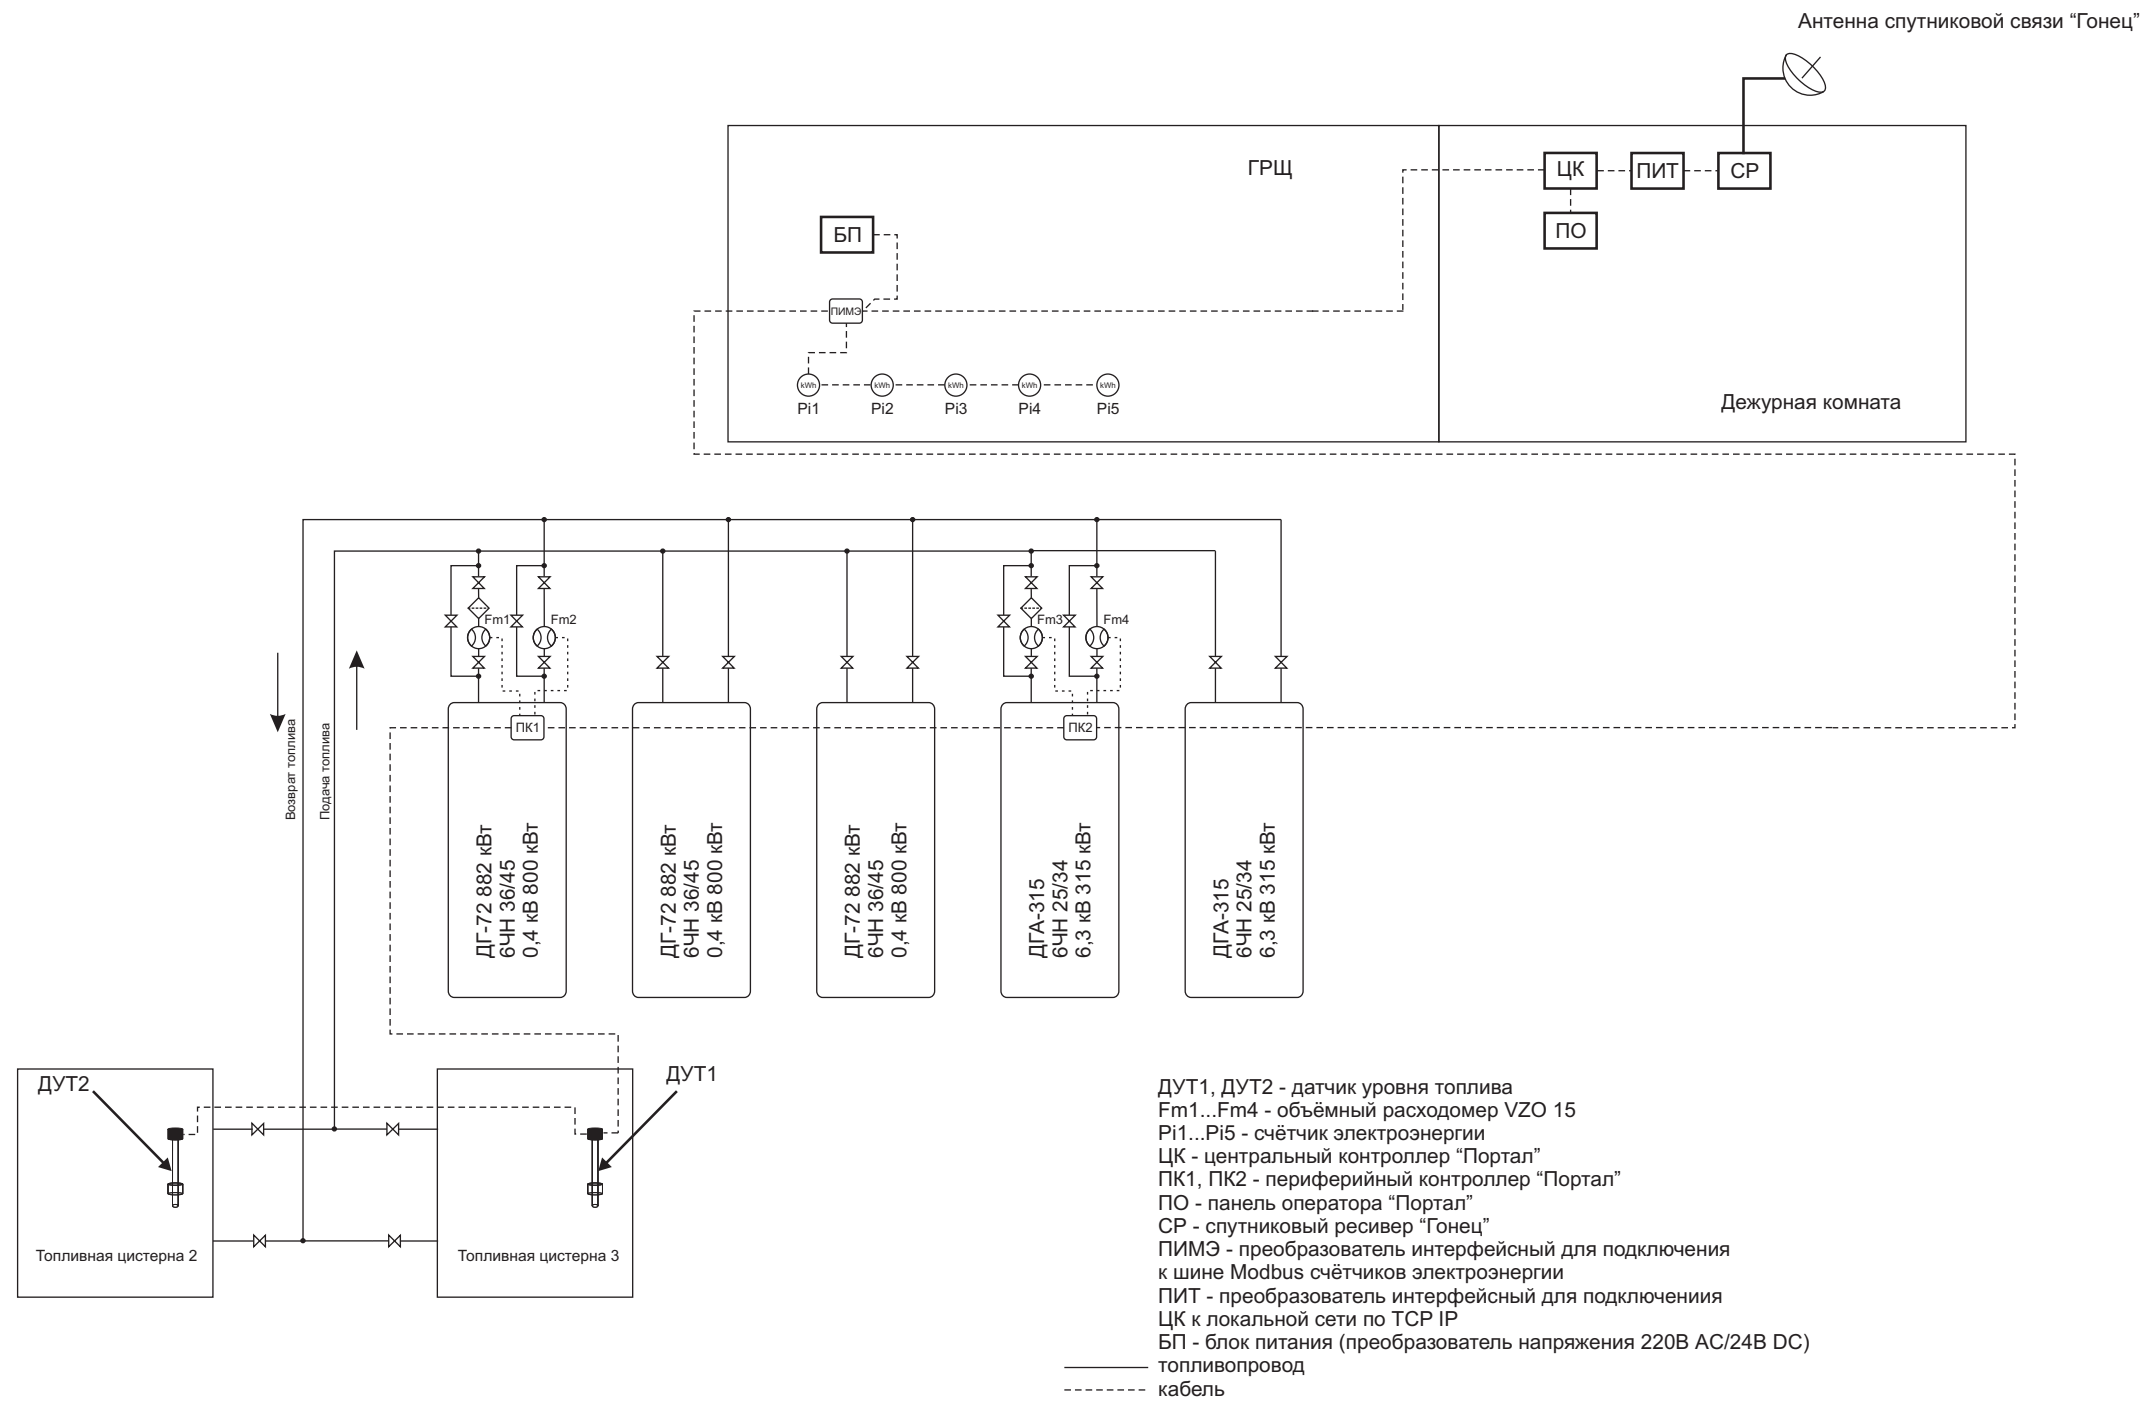 Антенна спутниковой связи “Гонец”
ГРЩ
ЦК
ПИТ
СР
ПО
БП
ПИМЭ
kWh
kWh
kWh
kWh
kWh
Pi1
Pi2
Pi3
Pi4
Pi5
Дежурная комната
Fm1
Fm2
Fm3
Fm4
Возврат топлива
Подача топлива
ПК1
ПК2
ДГ-72 882 кВт
6ЧН 36/45
0,4 кВ 800 кВт
ДГ-72 882 кВт
6ЧН 36/45
0,4 кВ 800 кВт
ДГ-72 882 кВт
6ЧН 36/45
0,4 кВ 800 кВт
ДГА-315
6ЧН 25/34
6,3 кВ 315 кВт
ДГА-315
6ЧН 25/34
6,3 кВ 315 кВт
ДУТ2
ДУТ1
Топливная цистерна 2
Топливная цистерна 3
ДУТ1, ДУТ2 - датчик уровня топлива
Fm1...Fm4 - объёмный расходомер VZO 15
Pi1...Pi5 - счётчик электроэнергии
ЦК - центральный контроллер “Портал”
ПК1, ПК2 - периферийный контроллер “Портал”
ПО - панель оператора “Портал”
СР - спутниковый ресивер “Гонец”
ПИМЭ - преобразователь интерфейсный для подключения
к шине Modbus счётчиков электроэнергии
ПИТ - преобразователь интерфейсный для подключениия
ЦК к локальной сети по TCP IP
БП - блок питания (преобразователь напряжения 220В AC/24В DC)
топливопровод
кабель